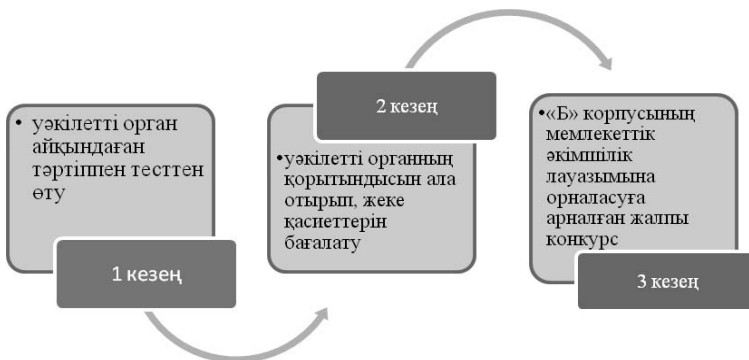 • уәкілетті орган
айқындаған
тәртіппен тесттен
өту
1 кезең
2 кезең
•уәкілетті органның
қорытындысын ала
отырып, жеке
қасиеттерін
бағалату
•«Б» корпусының
мемлекеттік
әкімшілік
лауазымына
орналасуға
арналған жалпы
конкурс
3 кезең